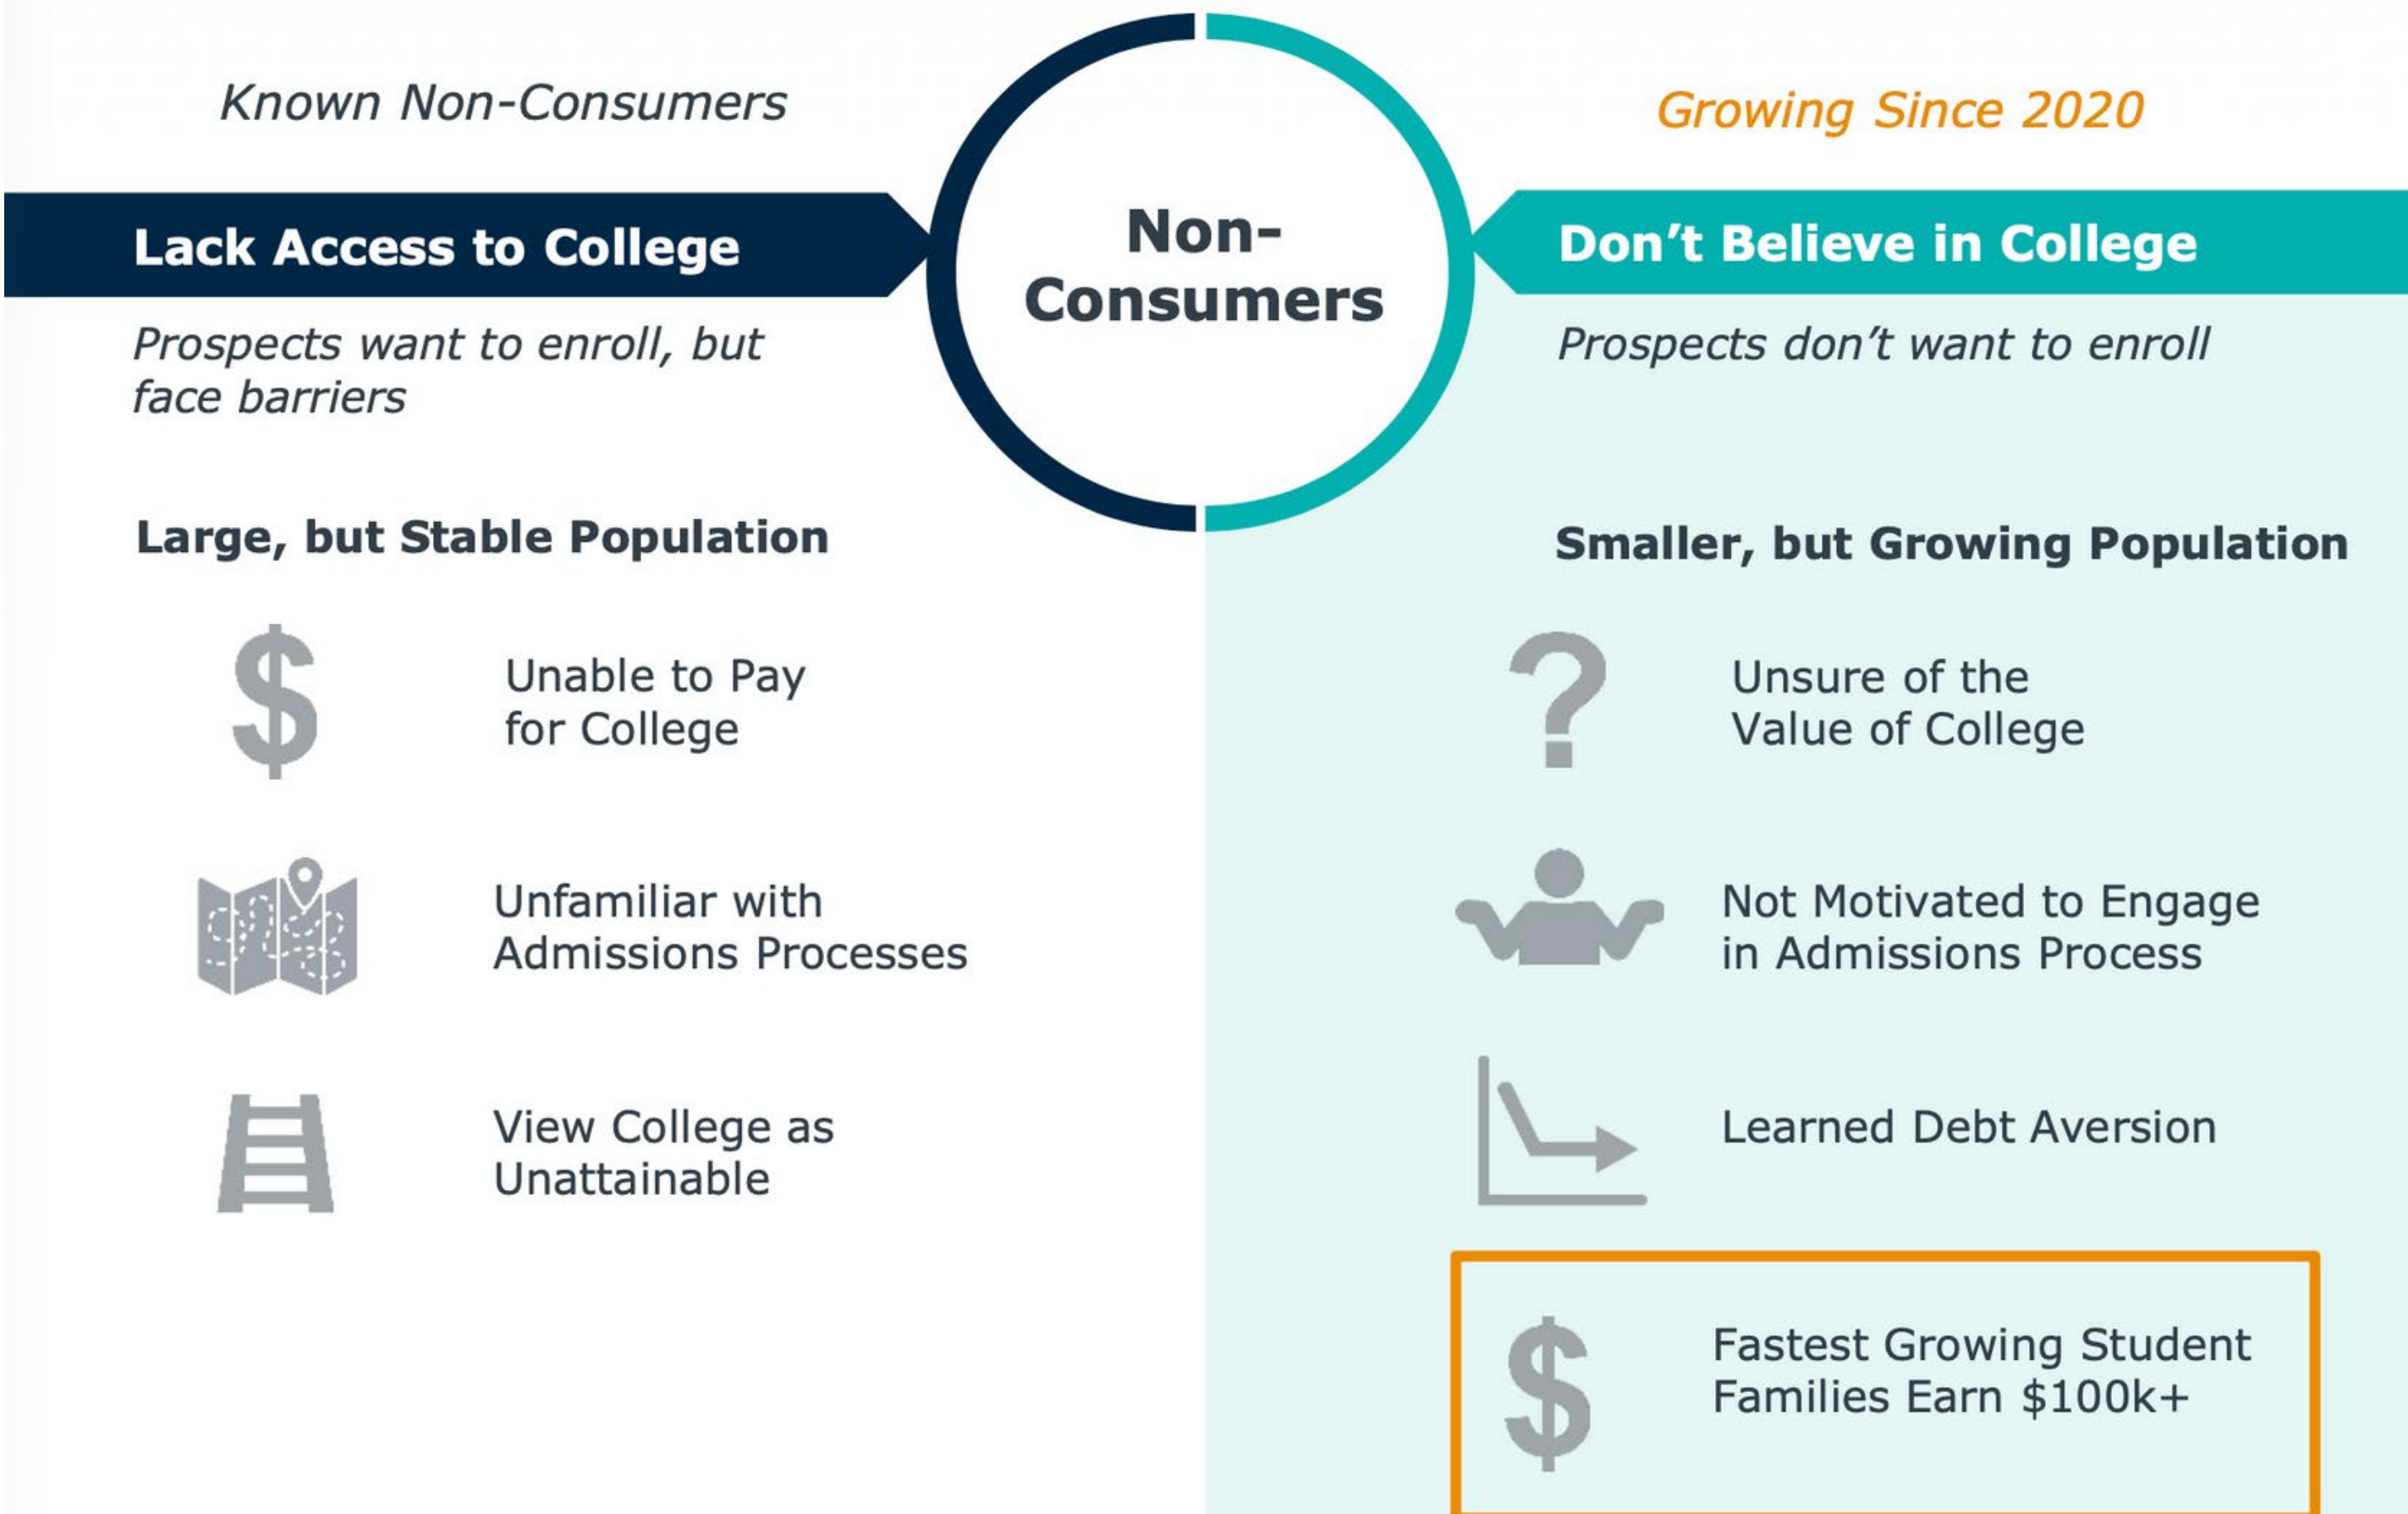 Known Non-Consumers
Lack Access to College
Prospects want to enroll, but
face barriers
Large, but Stable Population
Unable to Pay
for College
Unfamiliar with
Admissions Processes
View College as
Unattainable
Non-
Consumers
Growing Since 2020
Don't Believe in College
Prospects don't want to enroll
Smaller, but Growing Population
Unsure of the
Value of College
Not Motivated to Engage
in Admissions Process
Learned Debt Aversion
Fastest Growing Student
Families Earn $100k+